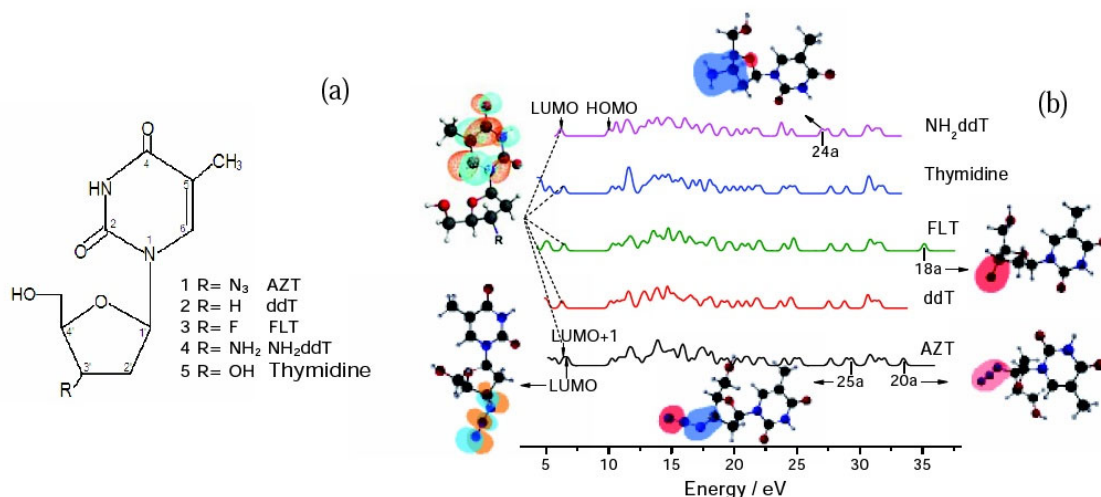 (a)
O
4
CH₃
5
HN
6
2
1
O
N
HO
O
4'
1'
3'
2'
R
1 R= N₃ AZT
2 R= H ddT
3 R= F FLT
4 R= NH₂ NH₂ddT
5 R= OH Thymidine
(b)
LUMO HOMO
NH₂ddT
24a
Thymidine
R
FLT
18a
ddT
LUMO+1
AZT
LUMO
25a 20a
5 10 15 20 25 30 35
Energy / eV